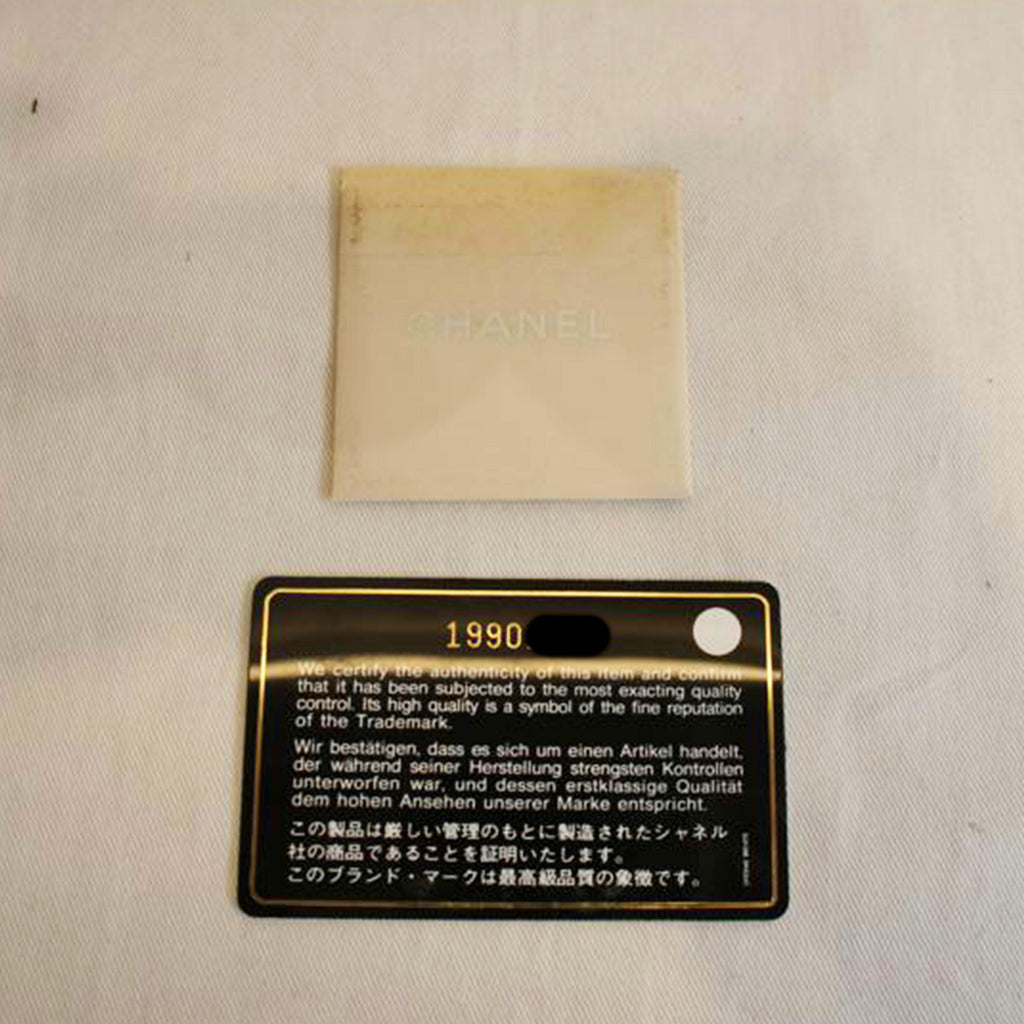 CHANEL
1990
We certify the authenticity of this item and confirm
that it has been subjected to the most exacting quality
control. Its high quality is a symbol of the fine reputation
of the Trademark.
Wir bestätigen, dass es sich um einen Artikel handelt,
der während seiner Herstellung strengsten Kontrollen
unterworfen war, und dessen erstklassige Qualität
dem hohen Ansehen unserer Marke entspricht.
この製品は厳しい管理のもとに製造されたシャネル
社の商品であることを証明いたします。
このブランド・マークは最高級品質の象徴です。